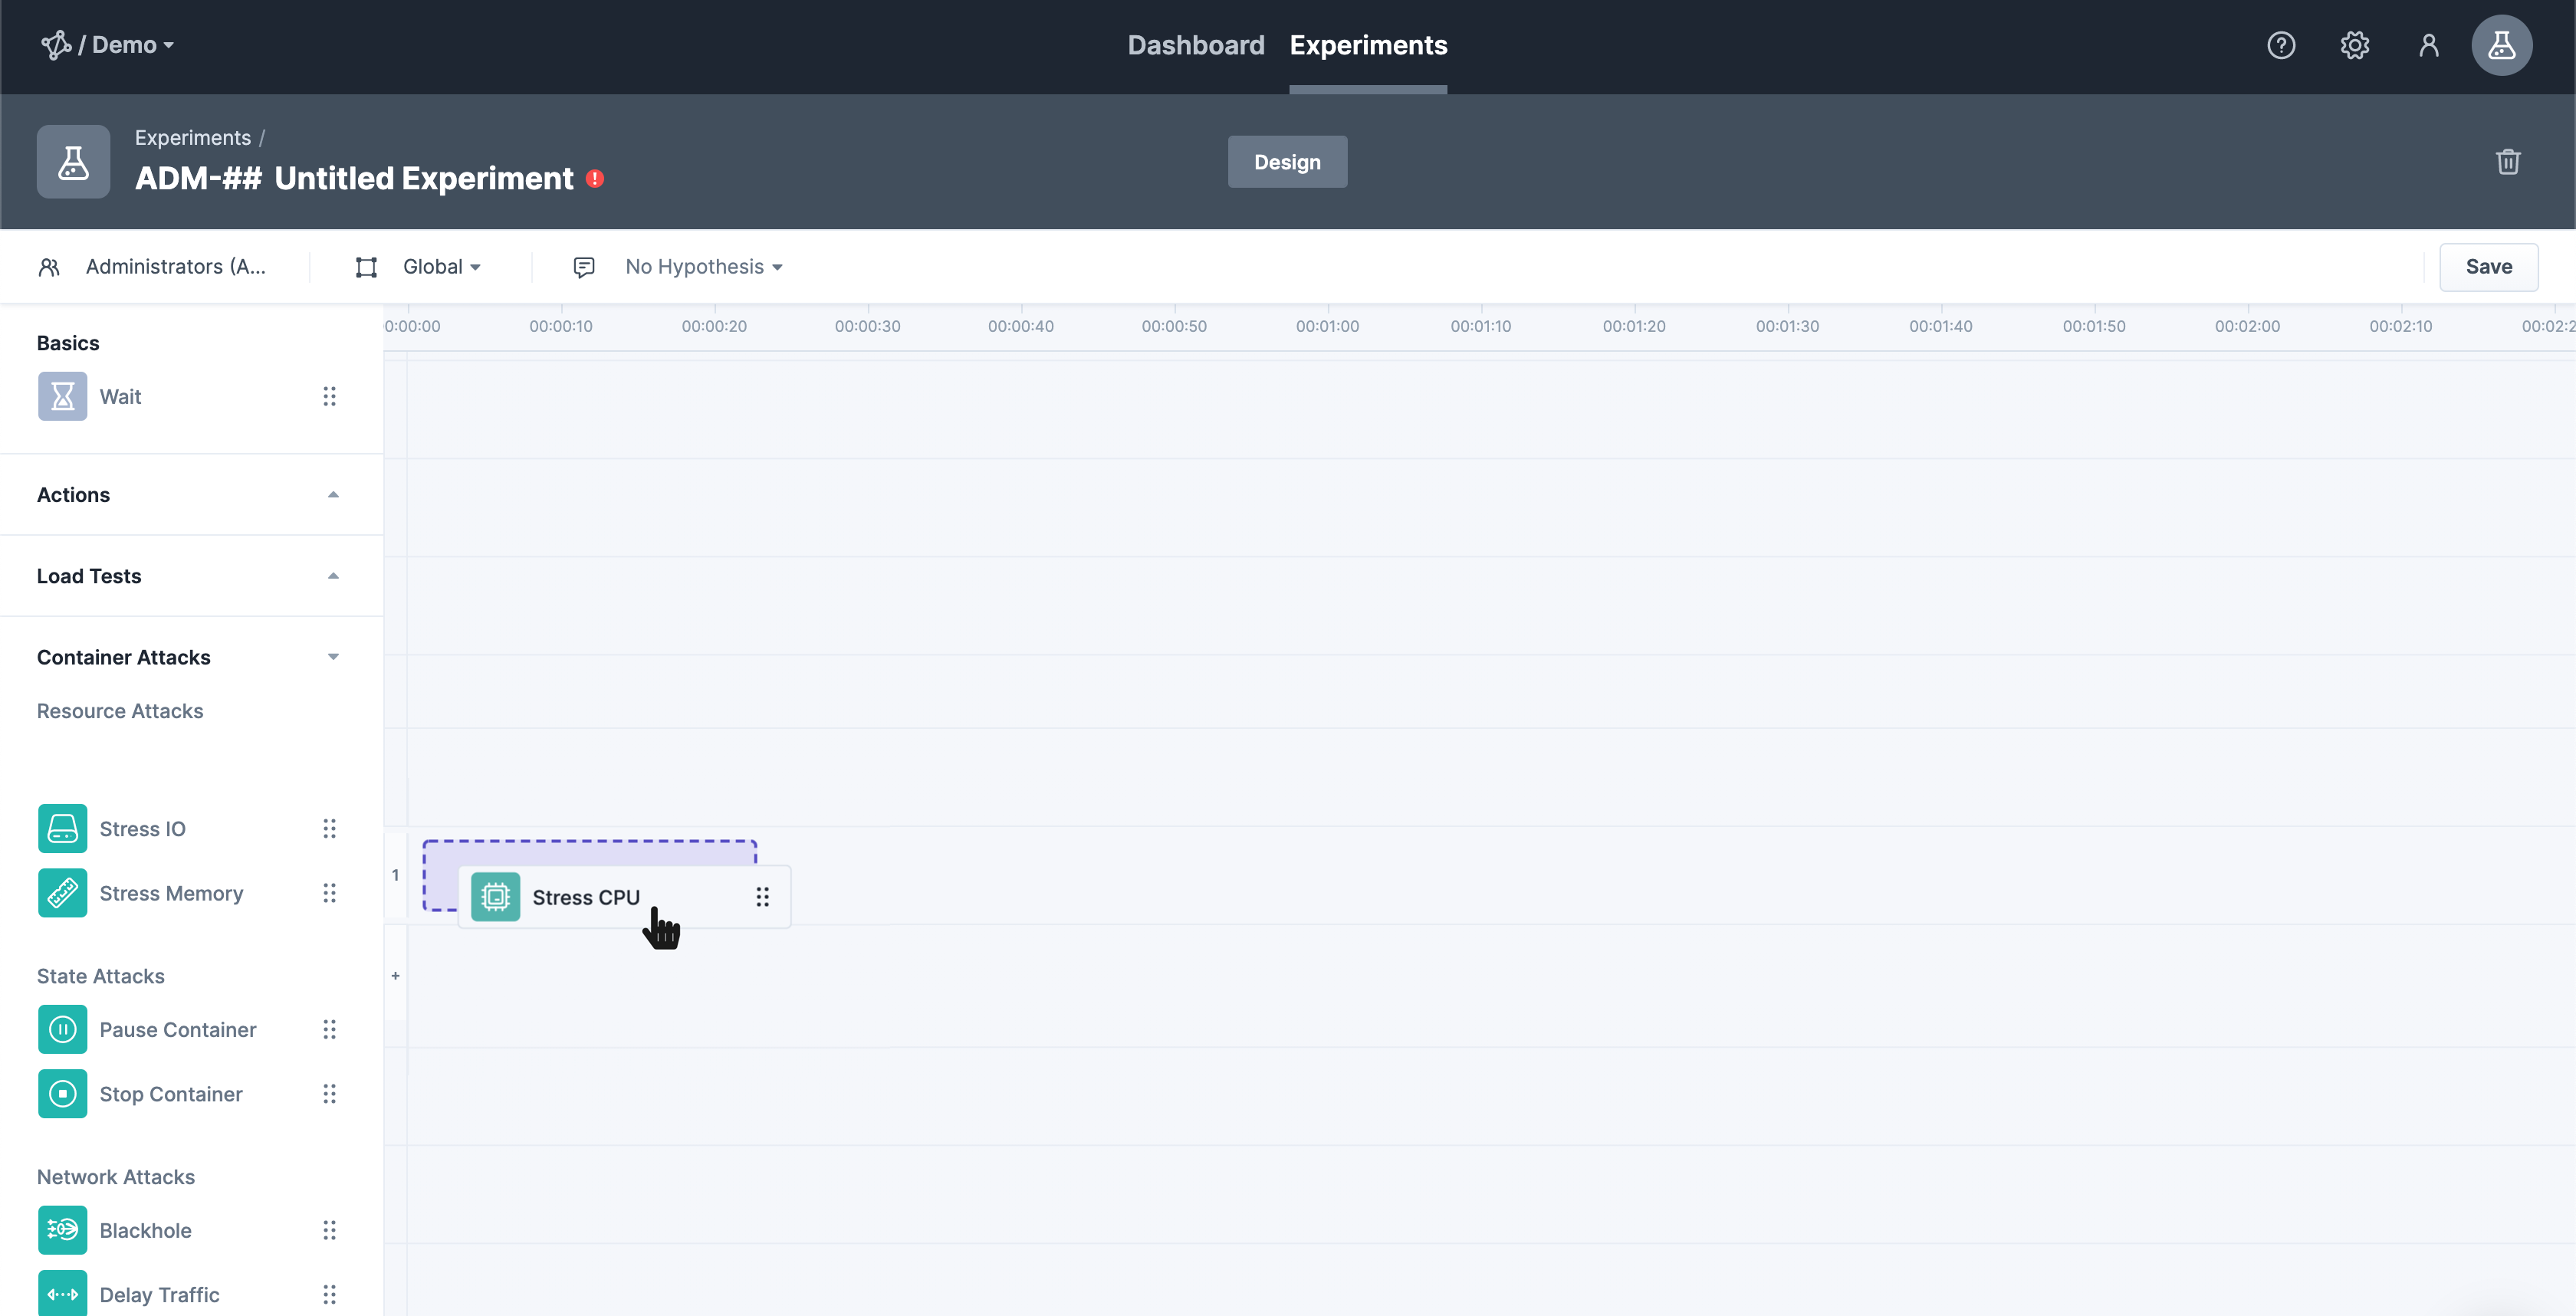 / Demo
Dashboard Experiments
Experiments /
ADM-## Untitled Experiment
Design
Administrators (A...
Global
No Hypothesis
Save
0:00:00 00:00:10 00:00:20 00:00:30 00:00:40 00:00:50 00:01:00 00:01:10 00:01:20 00:01:30 00:01:40 00:01:50 00:02:00 00:02:10 00:02:2
Basics
Wait
Actions
Load Tests
Container Attacks
Resource Attacks
Stress IO
Stress Memory
1
Stress CPU
+
State Attacks
Pause Container
Stop Container
Network Attacks
Blackhole
Delay Traffic